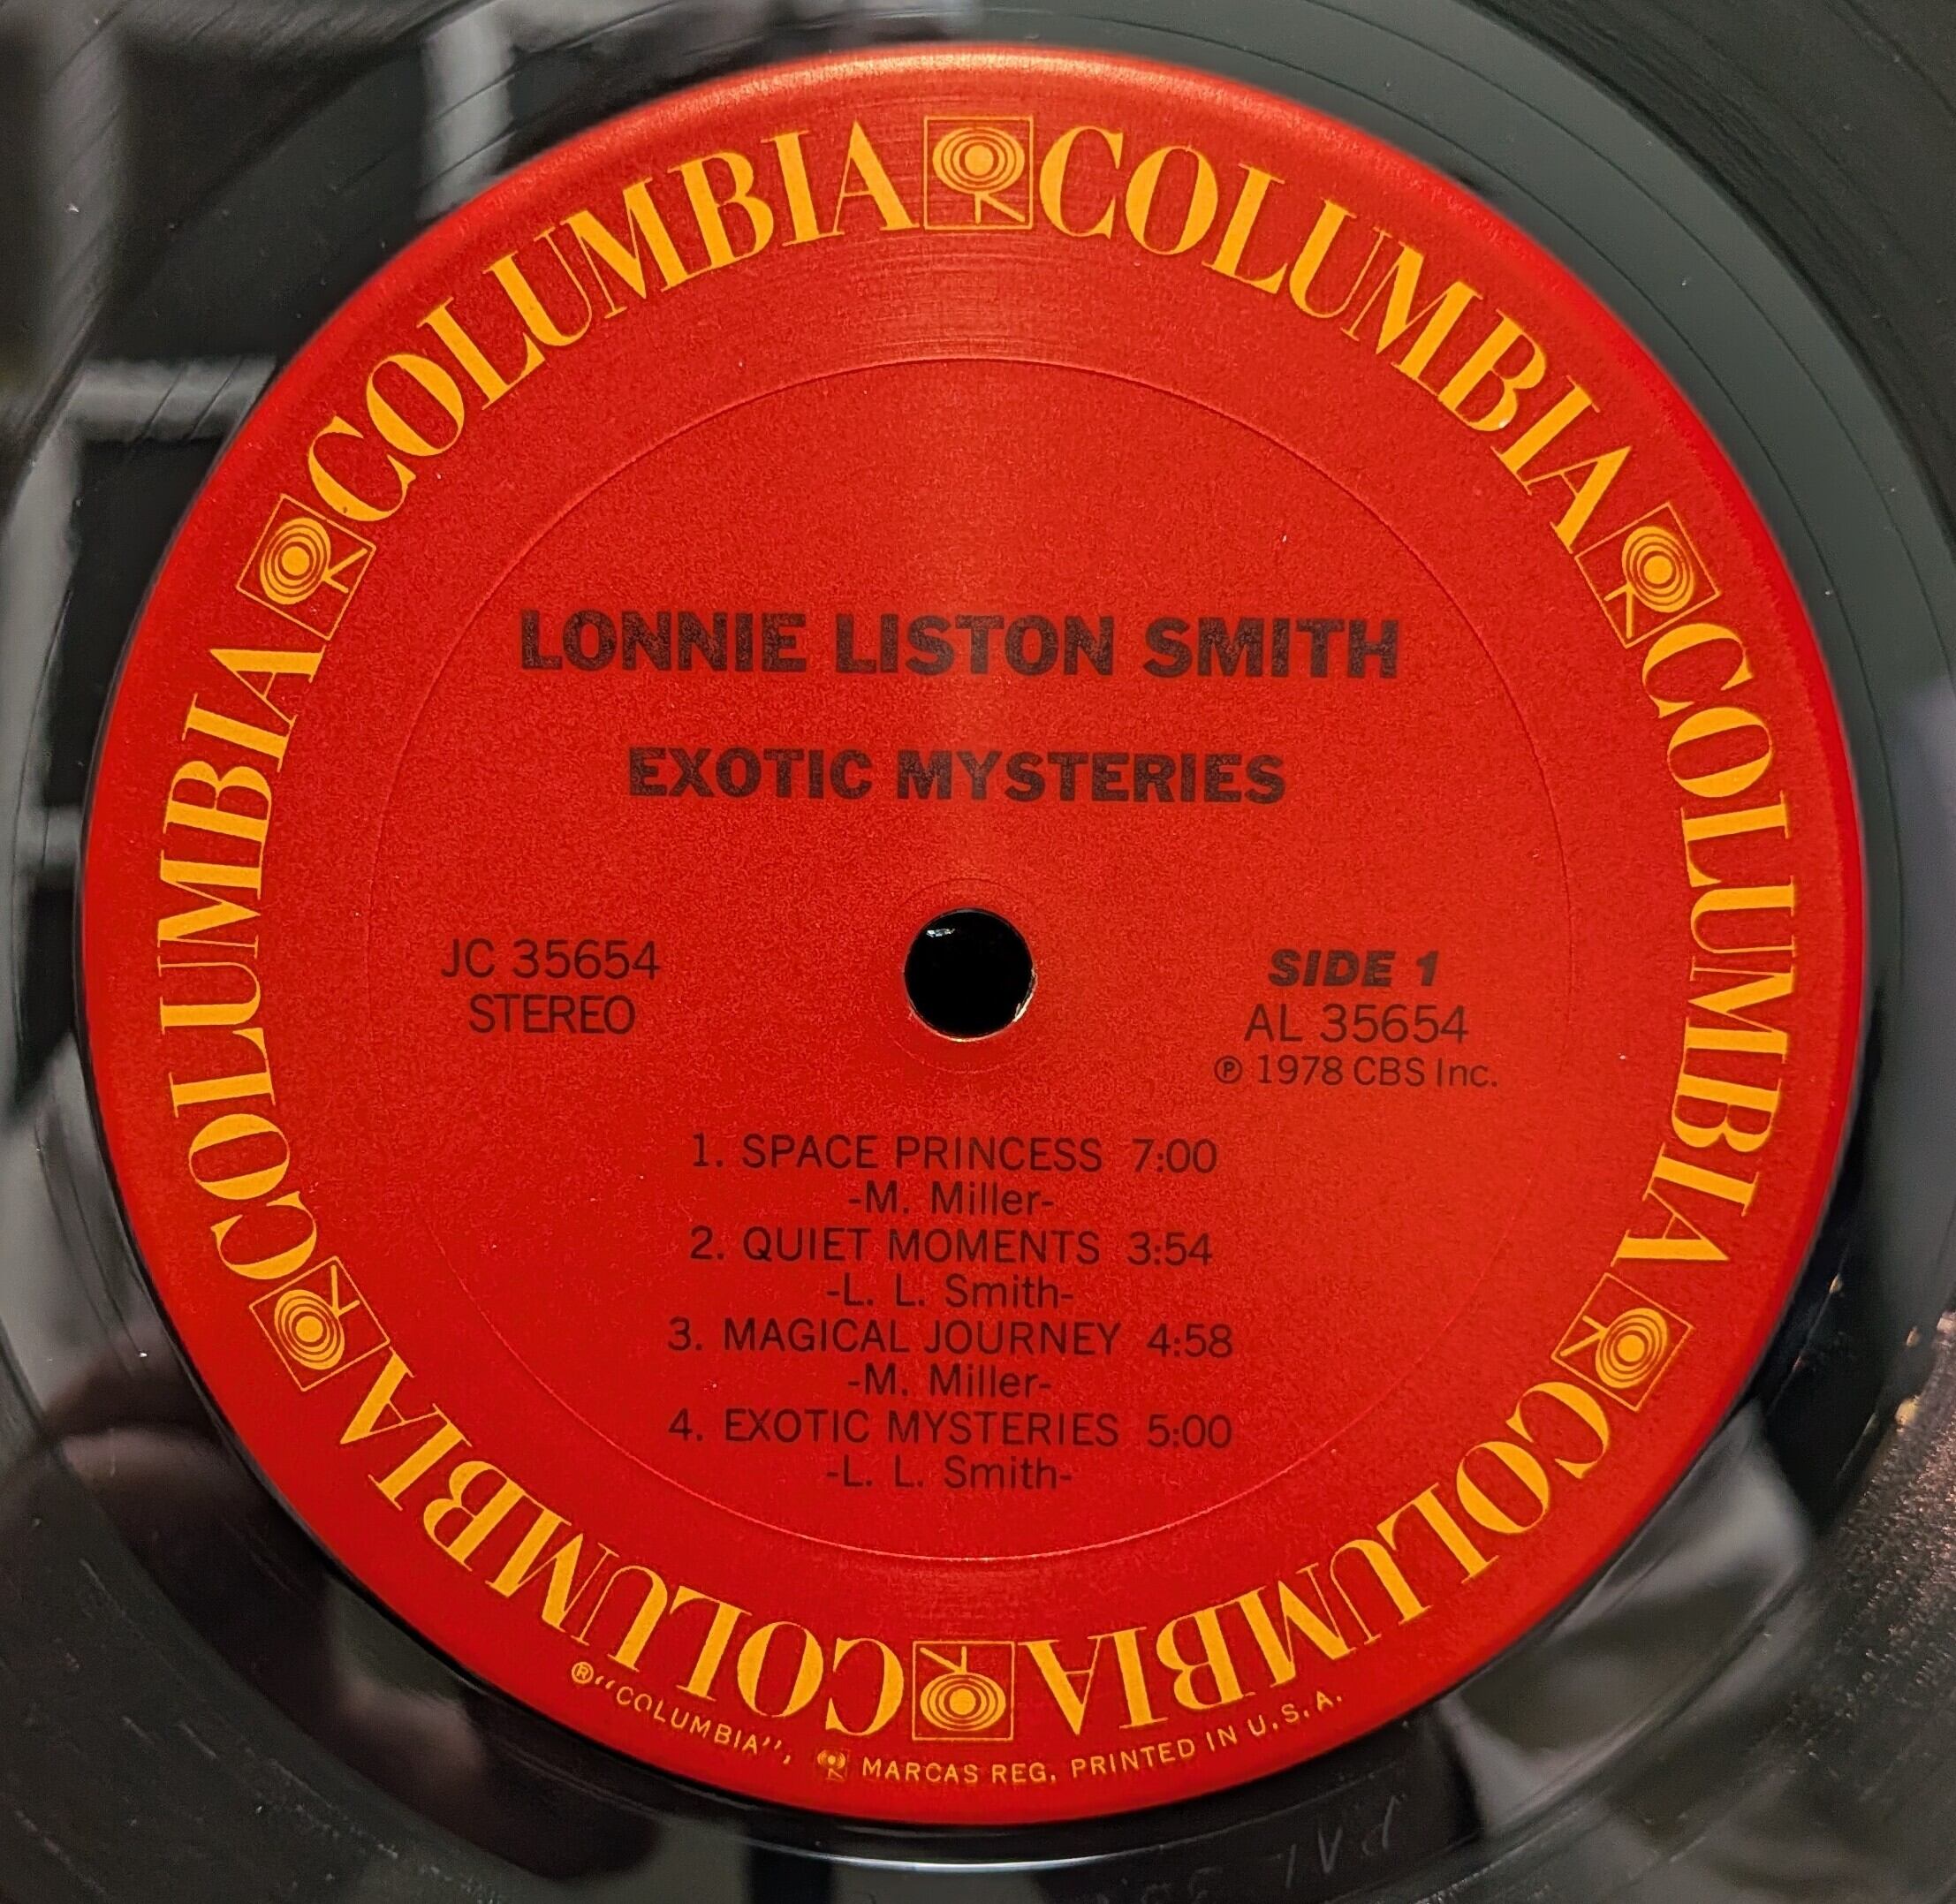 COLUMBIA COLUMBIA COLUMBIA COLUMBIA COLUMBIA COLUMBIA
LONNIE LISTON SMITH
EXOTIC MYSTERIES
JC 35654
STEREO
SIDE 1
AL 35654
℗ 1978 CBS Inc.
1. SPACE PRINCESS 7:00
-M. Miller-
2. QUIET MOMENTS 3:54
-L. L. Smith-
3. MAGICAL JOURNEY 4:58
-M. Miller-
4. EXOTIC MYSTERIES 5:00
-L. L. Smith-
®"COLUMBIA", MARCAS REG. PRINTED IN U.S.A.